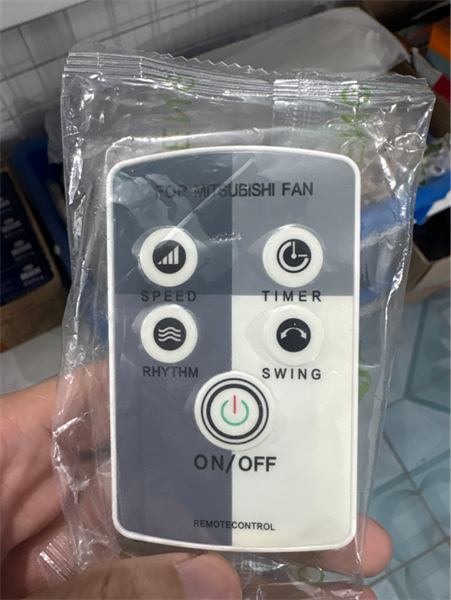 FOR MITSUBISHI FAN
SPEED TIMER
RHYTHM SWING
ON/OFF
REMOTECONTROL